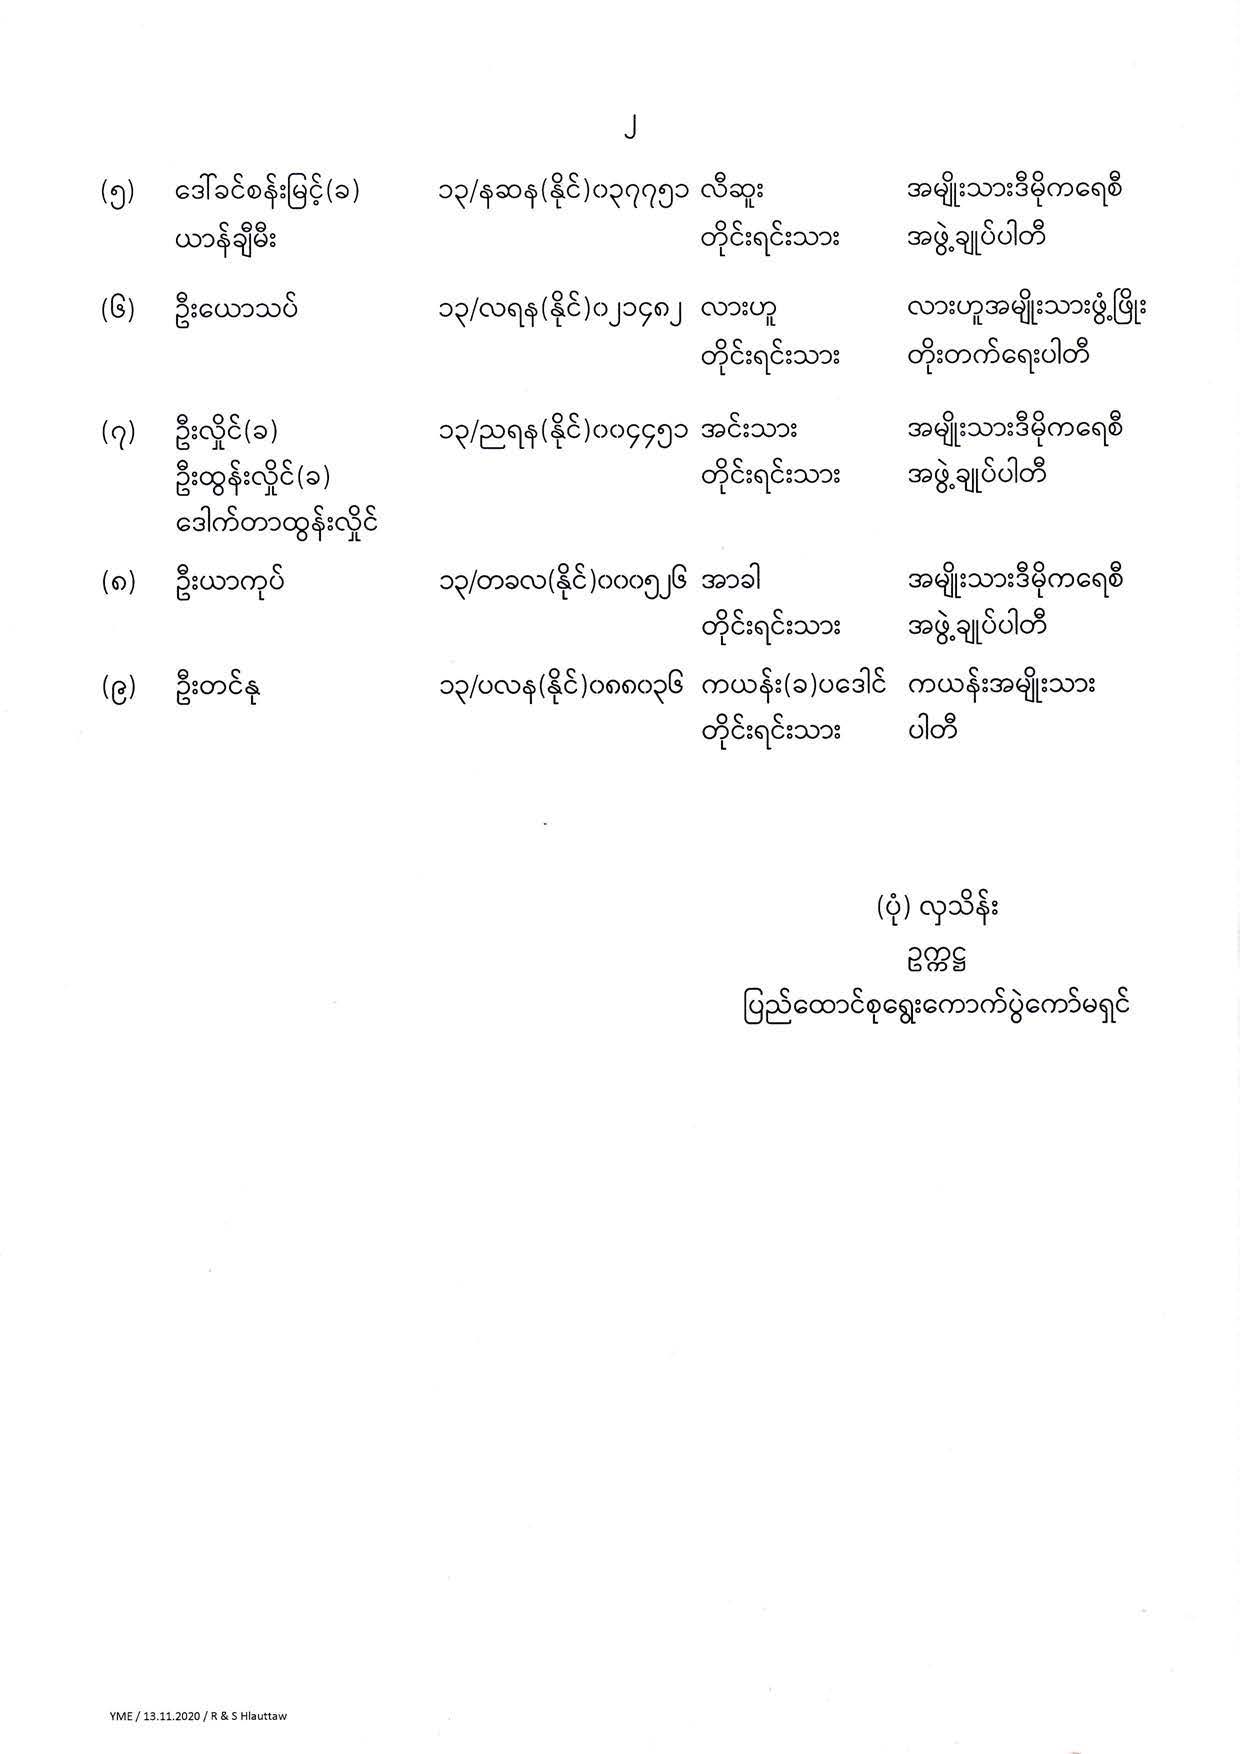 ၂
(၅) ဒေါ်ခင်စန်းမြင့်(ခ) ၁၃/နဆန(နိုင်)၀၃၇၇၅၁ လီဆူး အမျိုးသားဒီမိုကရေစီ
ယာန်ချီမီး တိုင်းရင်းသား အဖွဲ့ချုပ်ပါတီ
(၆) ဦးယောသပ် ၁၃/လရန(နိုင်)၀၂၁၄၈၂ လားဟူ လားဟူအမျိုးသားဖွံ့ဖြိုး
တိုင်းရင်းသား တိုးတက်ရေးပါတီ
(၇) ဦးလှိုင်(ခ) ၁၃/ညရန(နိုင်)၀၀၄၄၅၁ အင်းသား အမျိုးသားဒီမိုကရေစီ
ဦးထွန်းလှိုင်(ခ) တိုင်းရင်းသား အဖွဲ့ချုပ်ပါတီ
ဒေါက်တာထွန်းလှိုင်
(၈) ဦးယာကုပ် ၁၃/တခလ(နိုင်)၀၀၀၅၂၆ အာခါ အမျိုးသားဒီမိုကရေစီ
တိုင်းရင်းသား အဖွဲ့ချုပ်ပါတီ
(၉) ဦးတင်နု ၁၃/ပလန(နိုင်)၀၈၈၀၃၆ ကယန်း(ခ)ပဒေါင် ကယန်းအမျိုးသား
တိုင်းရင်းသား ပါတီ
(ပုံ) လှသိန်း
ဥက္ကဋ္ဌ
ပြည်ထောင်စုရွေးကောက်ပွဲကော်မရှင်
YME / 13.11.2020 / R & S Hlauttaw